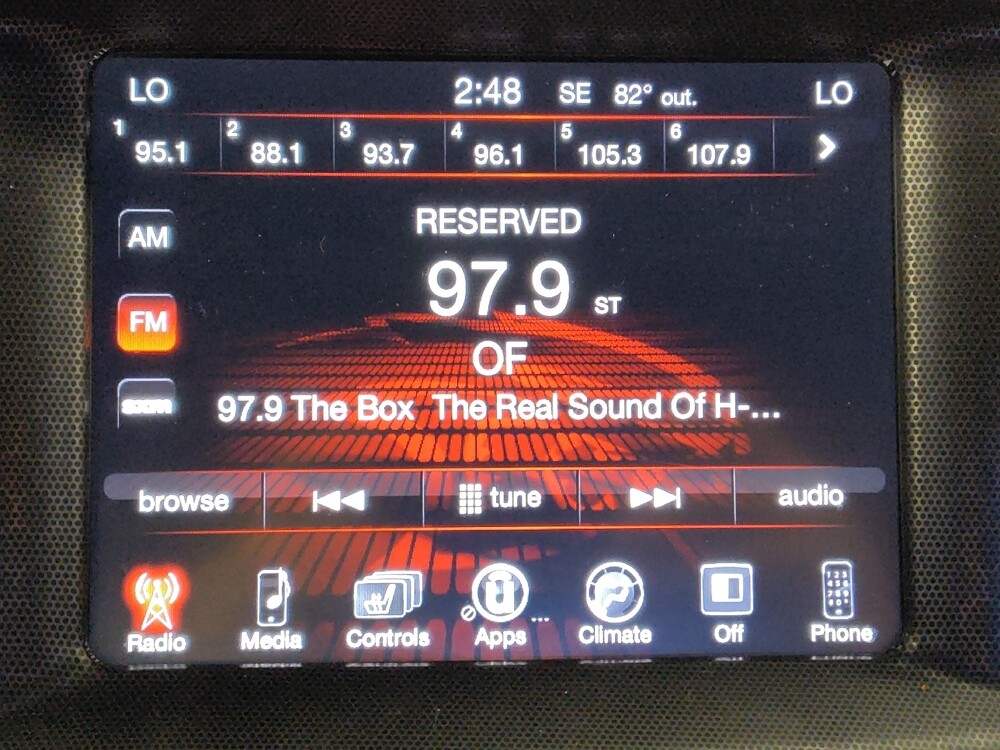 LO 2:48 SE 82° out. LO
1 95.1 2 88.1 3 93.7 4 96.1 5 105.3 6 107.9
RESERVED
AM
97.9 ST
FM
OF
97.9 The Box The Real Sound Of H-...
browse tune audio
Radio Media Controls Apps ... Climate Off Phone